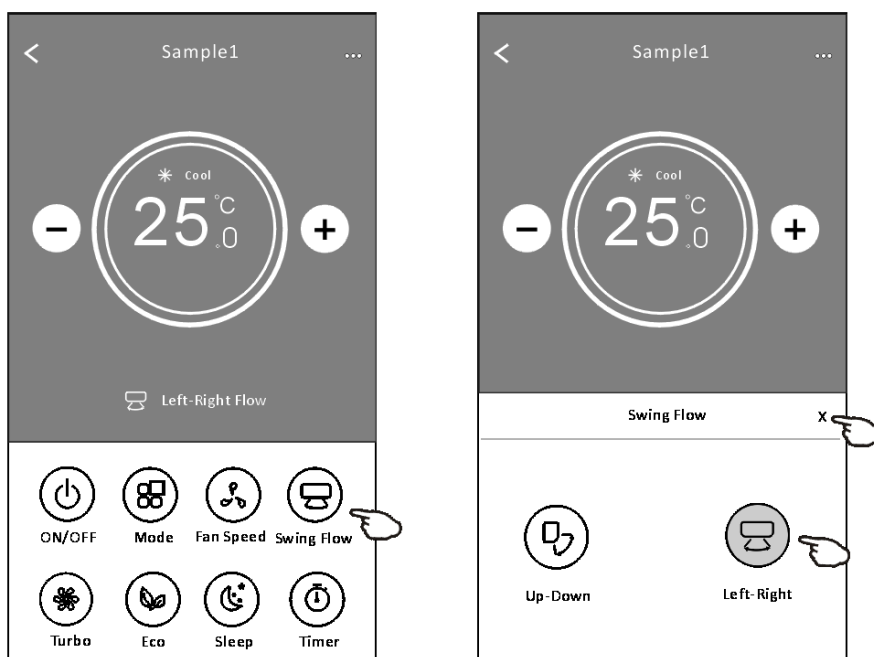 Sample1
...
Cool
25.0 °C
Left-Right Flow
ON/OFF Mode Fan Speed Swing Flow
Turbo Eco Sleep Timer
Sample1
...
Cool
25.0 °C
Swing Flow X
Up-Down Left-Right